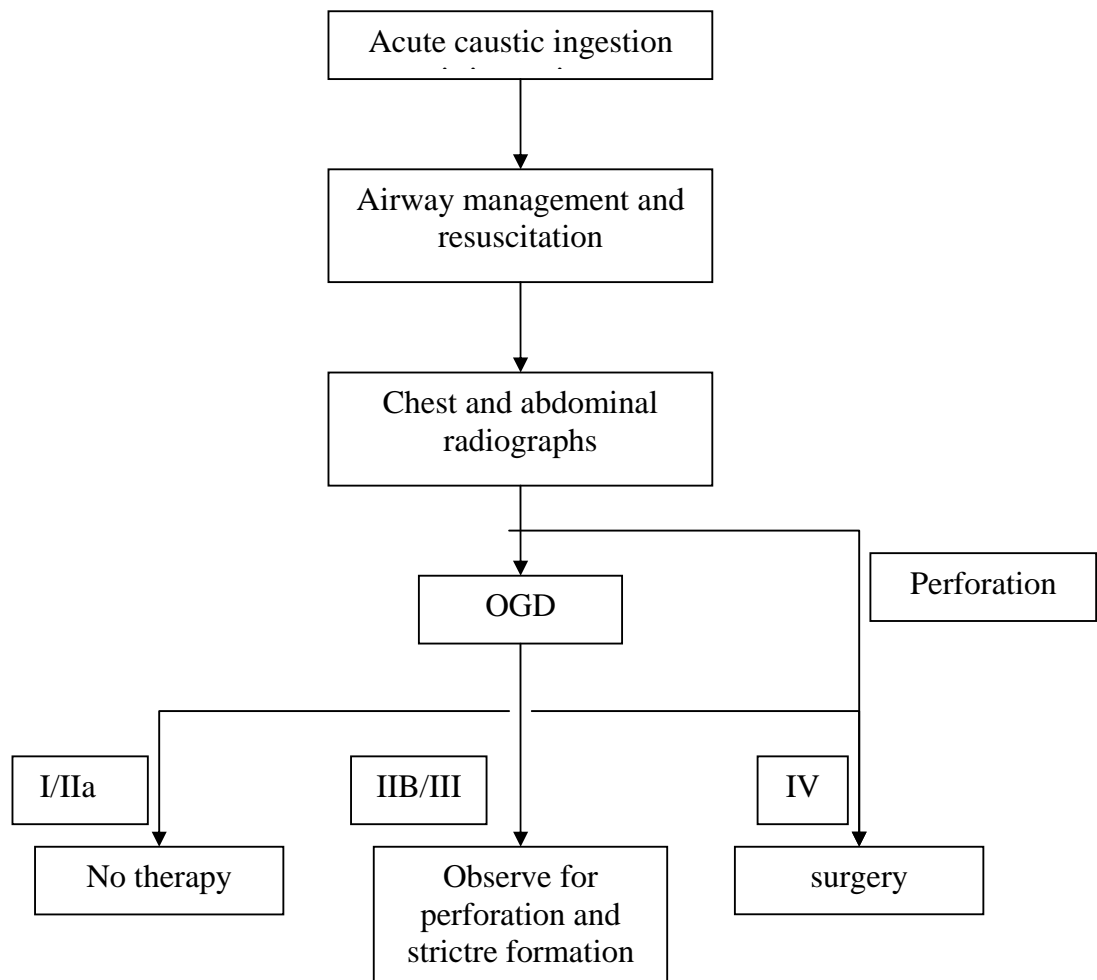 Acute caustic ingestion
Airway management and
resuscitation
Chest and abdominal
radiographs
Perforation
OGD
I/IIa
IIB/III
IV
No therapy
Observe for
perforation and
strictre formation
surgery